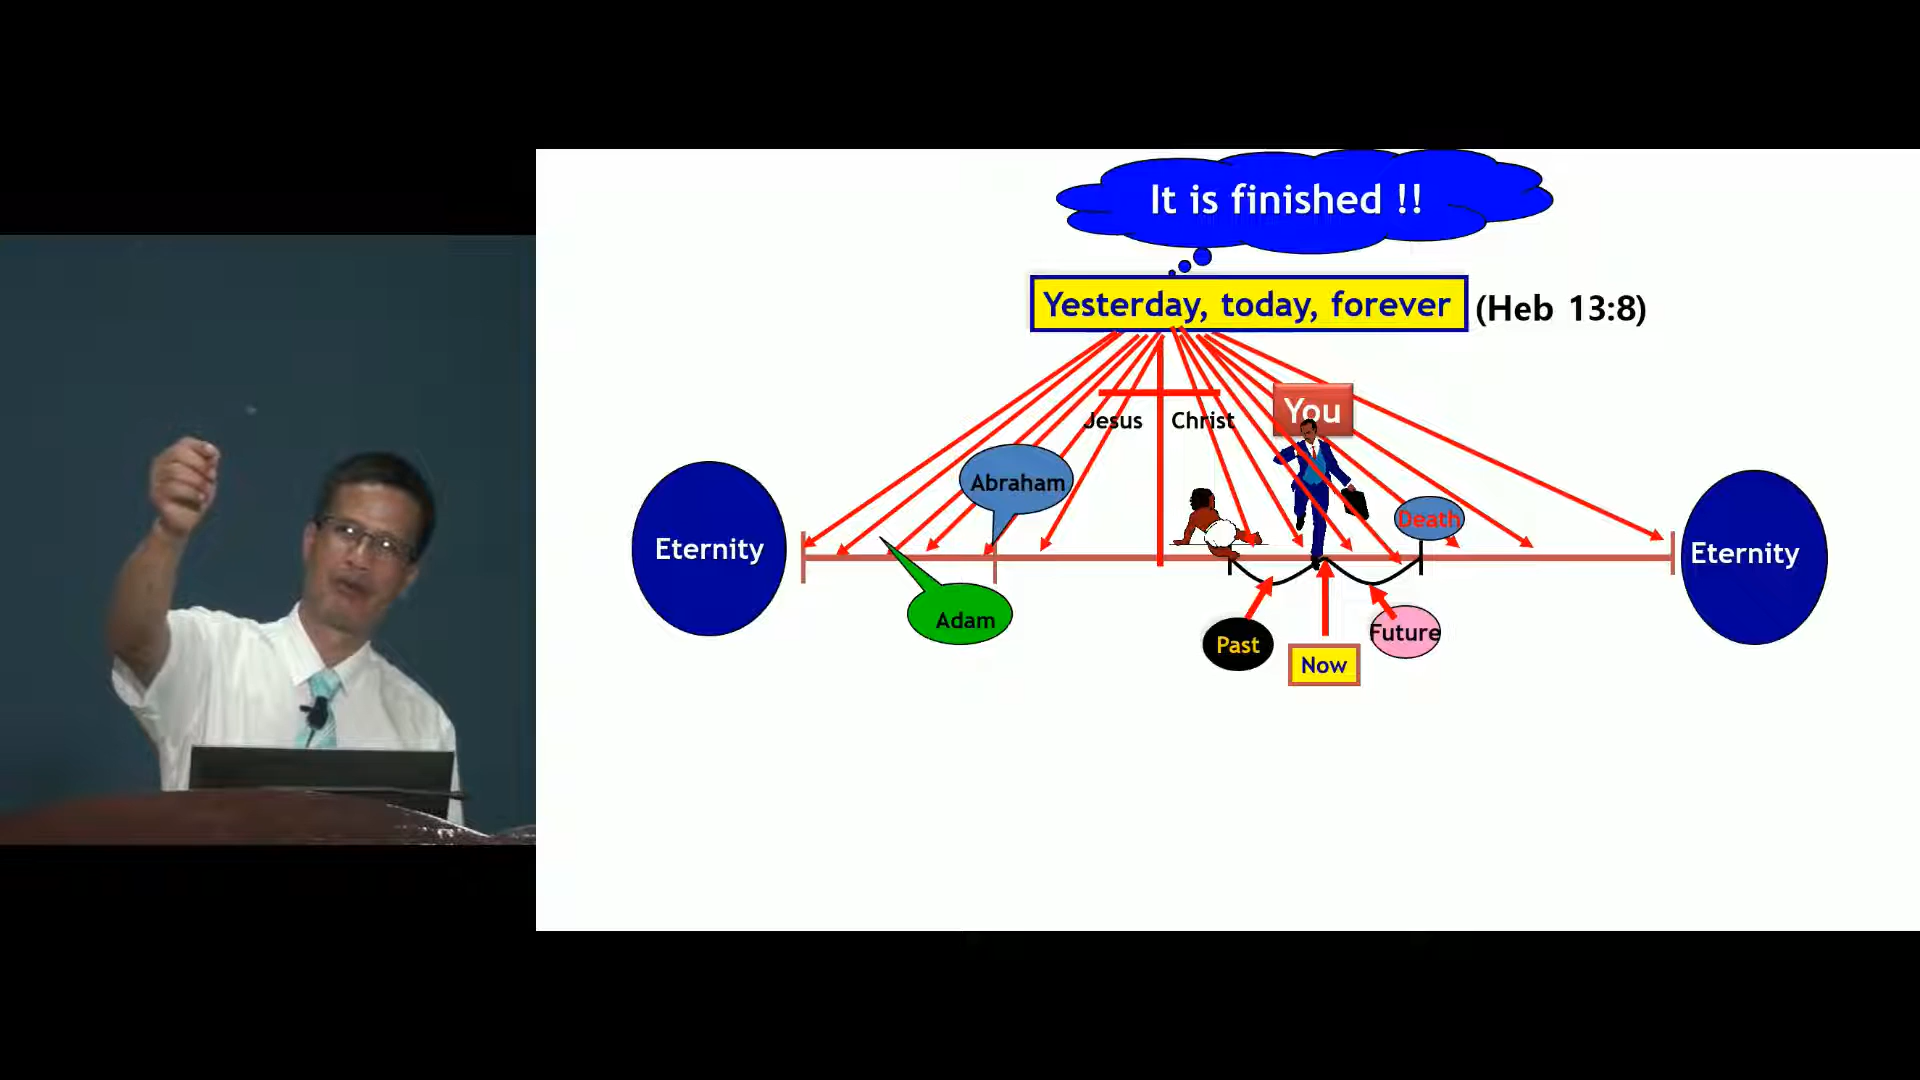 It is finished !!
Yesterday, today, forever (Heb 13:8)
You
Jesus Christ
Abraham
Death
Eternity
Eternity
Adam
Past
Future
Now